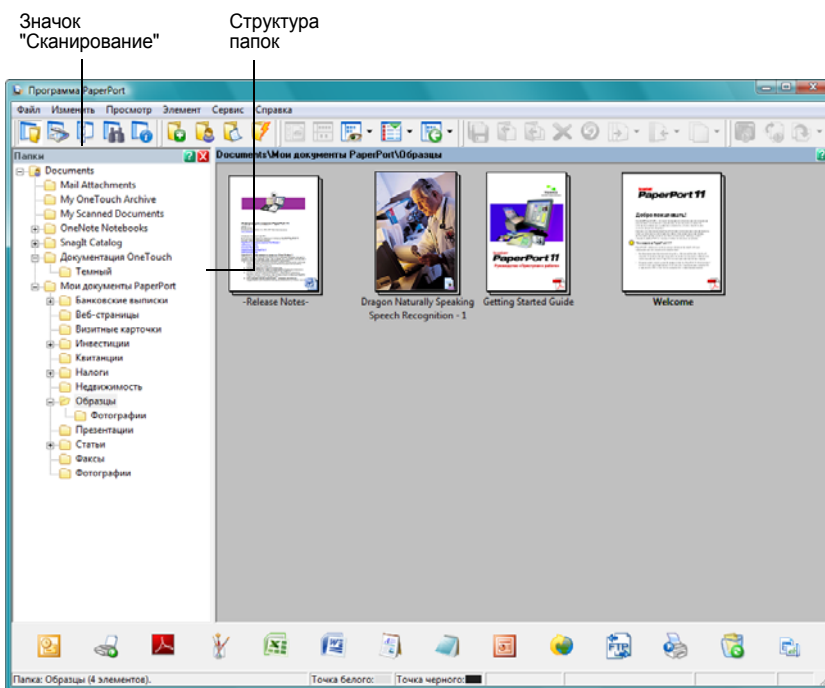 Значок
"Сканирование"
Структура
папок
Программа PaperPort
Файл Изменить Просмотр Элемент Сервис Справка
Папки
Documents\Мои документы PaperPort\Образцы
Documents
Mail Attachments
My OneTouch Archive
My Scanned Documents
OneNote Notebooks
SnagIt Catalog
Документация OneTouch
Темный
Мои документы PaperPort
Банковские выписки
Веб-страницы
Визитные карточки
Инвестиции
Квитанции
Налоги
Недвижимость
Образцы
Фотографии
Презентации
Статьи
Факсы
Фотографии
PaperPort 11
PaperPort 11
Добро пожаловать!
-Release Notes-
Dragon Naturally Speaking
Speech Recognition - 1
Getting Started Guide
Welcome
FTP
Папка: Образцы (4 элементов).
Точка белого:
Точка черного: